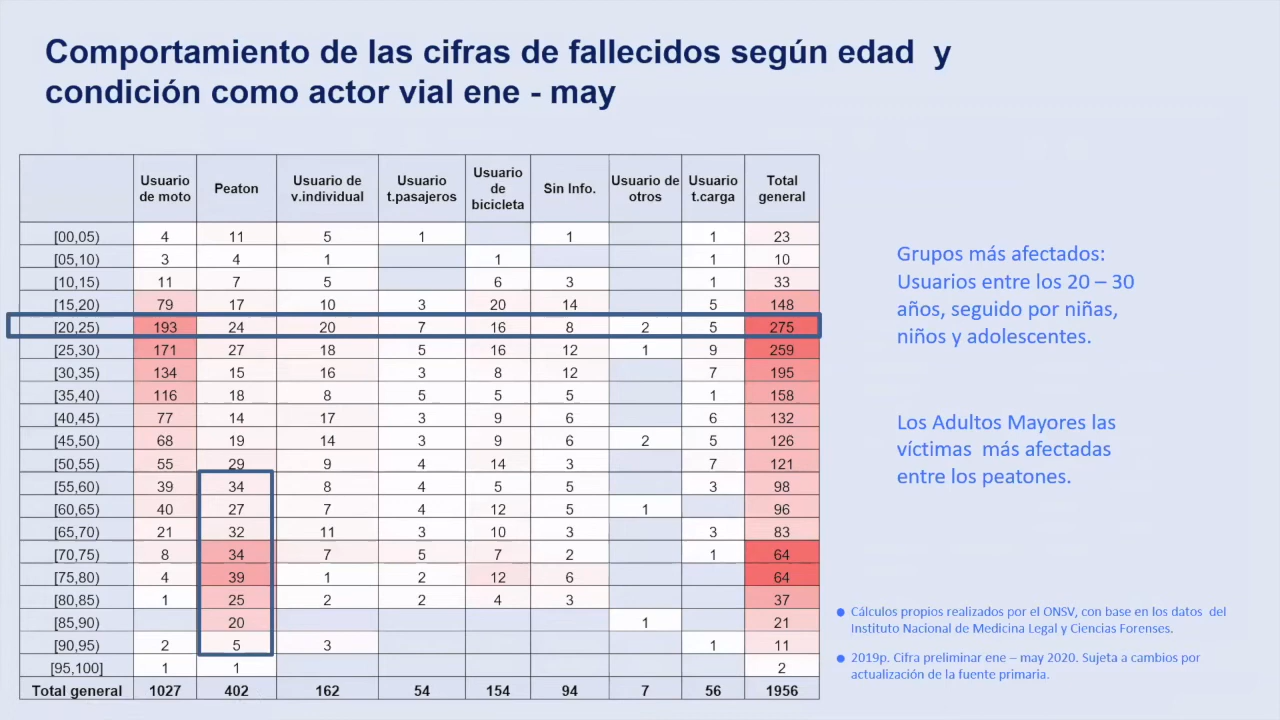 Comportamiento de las cifras de fallecidos según edad y
condición como actor vial ene - may
Usuario de moto Peaton Usuario de v.individual Usuario t.pasajeros Usuario de bicicleta Sin Info. Usuario de otros Usuario t.carga Total general
[00,05) 4 11 5 1 1 1 23
[05,10) 3 4 1 1 1 10
[10,15) 11 7 5 6 3 1 33
[15,20) 79 17 10 3 20 14 5 148
[20,25) 193 24 20 7 16 8 2 5 275
[25,30) 171 27 18 5 16 12 1 9 259
[30,35) 134 15 16 3 8 12 7 195
[35,40) 116 18 8 5 5 5 1 158
[40,45) 77 14 17 3 9 6 6 132
[45,50) 68 19 14 3 9 6 2 5 126
[50,55) 55 29 9 4 14 3 7 121
[55,60) 39 34 8 4 5 5 3 98
[60,65) 40 27 7 4 12 5 1 96
[65,70) 21 32 11 3 10 3 3 83
[70,75) 8 34 7 5 7 2 1 64
[75,80) 4 39 1 2 12 6 64
[80,85) 1 25 2 2 4 3 37
[85,90) 20 1 21
[90,95) 2 5 3 1 11
[95,100] 1 1 2
Total general 1027 402 162 54 154 94 7 56 1956
Grupos más afectados:
Usuarios entre los 20 – 30
años, seguido por niñas,
niños y adolescentes.
Los Adultos Mayores las
víctimas más afectadas
entre los peatones.
● Cálculos propios realizados por el ONSV, con base en los datos del
Instituto Nacional de Medicina Legal y Ciencias Forenses.
● 2019p. Cifra preliminar ene – may 2020. Sujeta a cambios por
actualización de la fuente primaria.